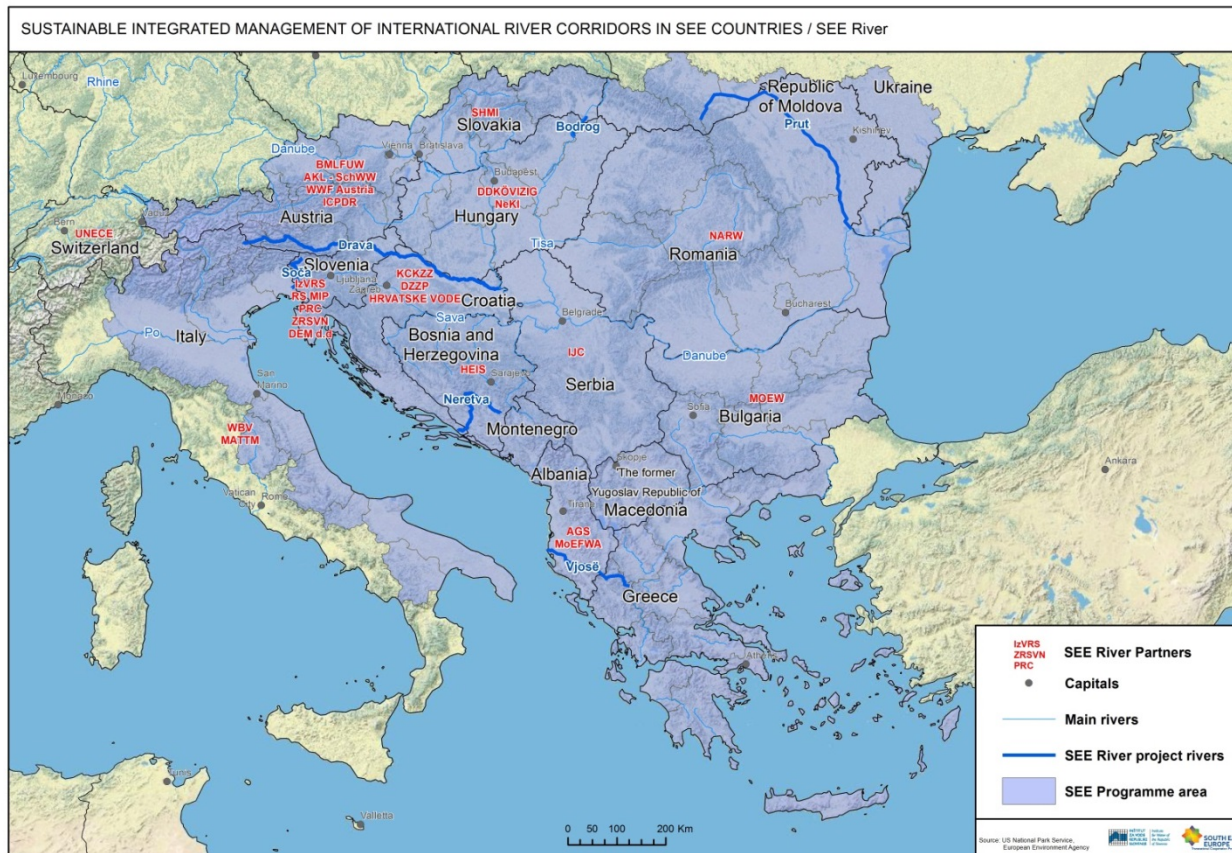 SUSTAINABLE INTEGRATED MANAGEMENT OF INTERNATIONAL RIVER CORRIDORS IN SEE COUNTRIES / SEE River
Luxembourg
Rhine
Ukraine
Republic
of Moldova
Prut
Kishinev
SHMI
Slovakia
Bodrog
Danube
Vienna
Bratislava
BMLFUW
AKL - SchWW
WWF Austria
ICPDR
Austria
Budapest
DDKÖVIZIG
NeKI
Hungary
Bern
Vaduz
UNECE
Switzerland
Drava
Tisa
NARW
Romania
Soča
Slovenia
Ljubljana
IzVRS
RS MIP
PRC
ZRSVN
DEM d.o
Zagreb
KCKZZ
DZZP
HRVATSKE VODE
Croatia
Sava
Belgrade
Bucharest
Po
Italy
Bosnia and
Herzegovina
HEIS
Sarajevo
IJC
Serbia
Danube
San
Marino
Monaco
Neretva
Montenegro
MOEW
Sofia
Bulgaria
WBV
MATTM
Albania
Skopje
The former
Yugoslav Republic of
Macedonia
Ankara
Vatican
City
Rome
Tirana
AGS
MoEFWA
Vjosë
Greece
Athens
Tunis
Valletta
0 50 100 200 Km
IzVRS
ZRSVN
PRC
SEE River Partners
Capitals
Main rivers
SEE River project rivers
SEE Programme area
Source: US National Park Service,
European Environment Agency
SOUTH E
EUROPE